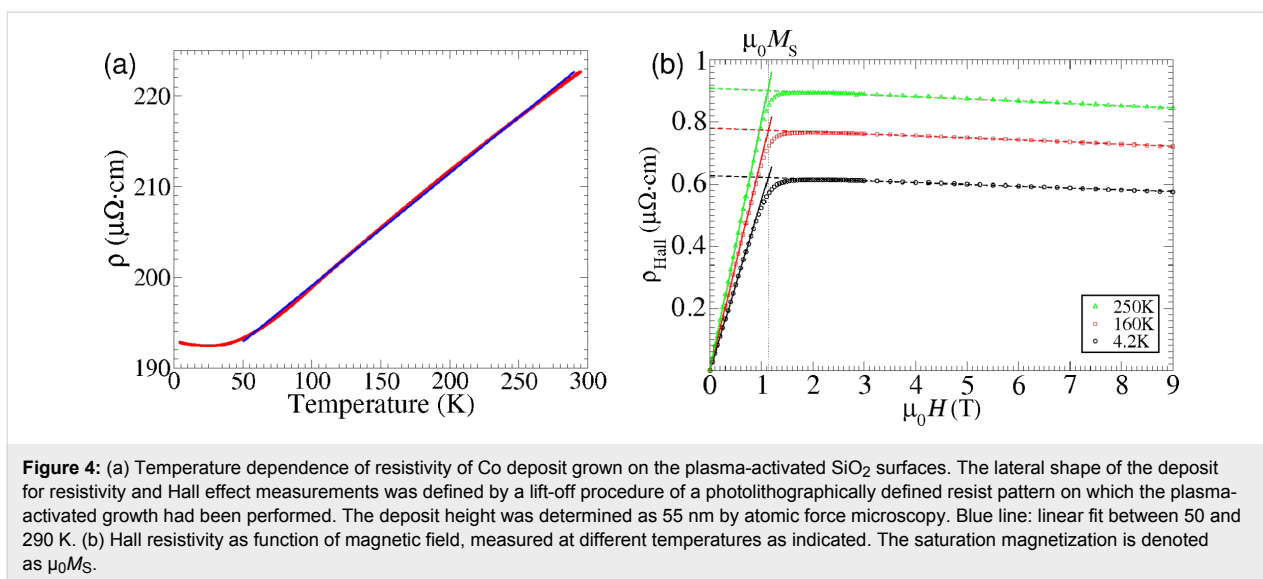 (a)
220
210
200
190
ρ (μΩ·cm)
0 50 100 150 200 250 300
Temperature (K)
μ₀MS
(b)
1
0.8
0.6
0.4
0.2
ρHall (μΩ·cm)
250K
160K
4.2K
0 1 2 3 4 5 6 7 8 9
μ₀H (T)
Figure 4: (a) Temperature dependence of resistivity of Co deposit grown on the plasma-activated SiO₂ surfaces. The lateral shape of the deposit
for resistivity and Hall effect measurements was defined by a lift-off procedure of a photolithographically defined resist pattern on which the plasma-
activated growth had been performed. The deposit height was determined as 55 nm by atomic force microscopy. Blue line: linear fit between 50 and
290 K. (b) Hall resistivity as function of magnetic field, measured at different temperatures as indicated. The saturation magnetization is denoted
as μ₀MS.